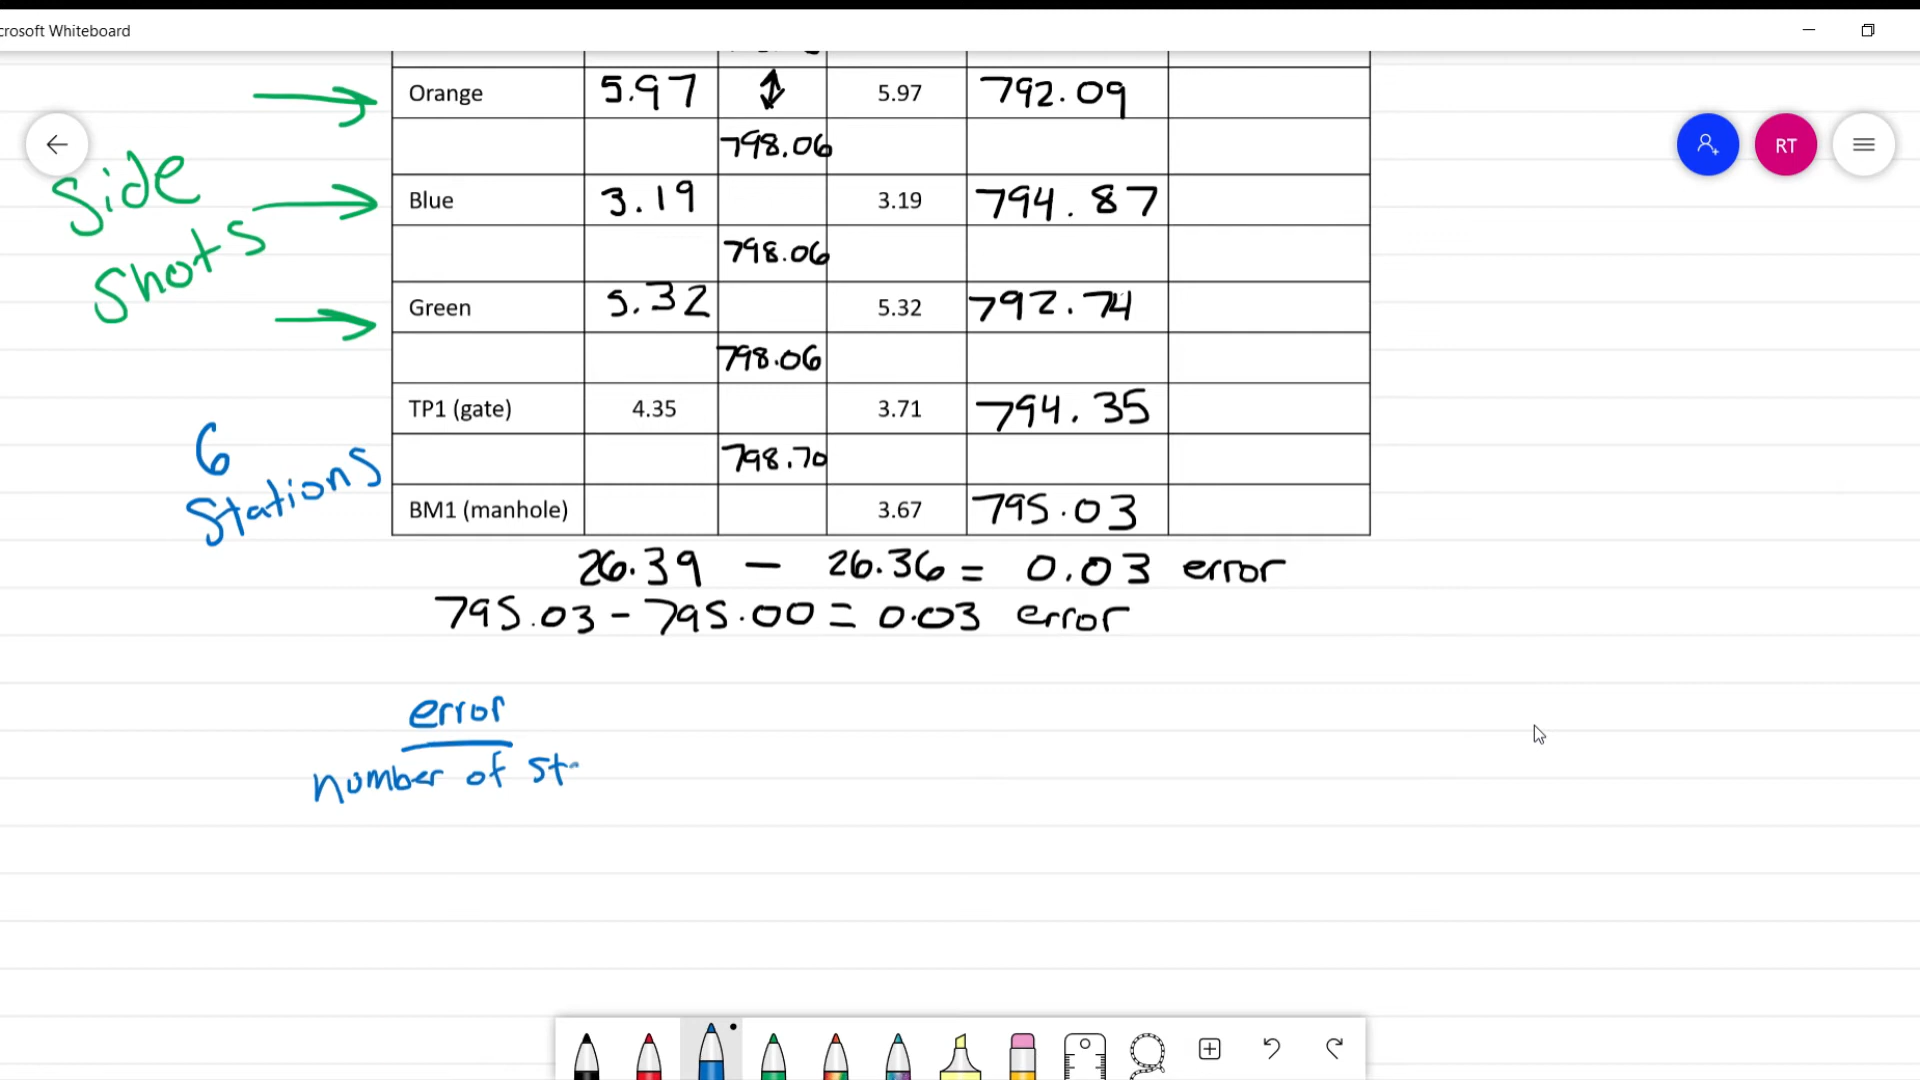 crosoft Whiteboard
Orange 5.97 5.97 792.09
798.06
Side
Shots
Blue 3.19 3.19 794.87
798.06
Green 5.32 5.32 792.74
798.06
6
Stations
TP1 (gate) 4.35 3.71 794.35
798.70
BM1 (manhole) 3.67 795.03
26.39 - 26.36 = 0.03 error
795.03 - 795.00 = 0.03 error
error
number of st
RT